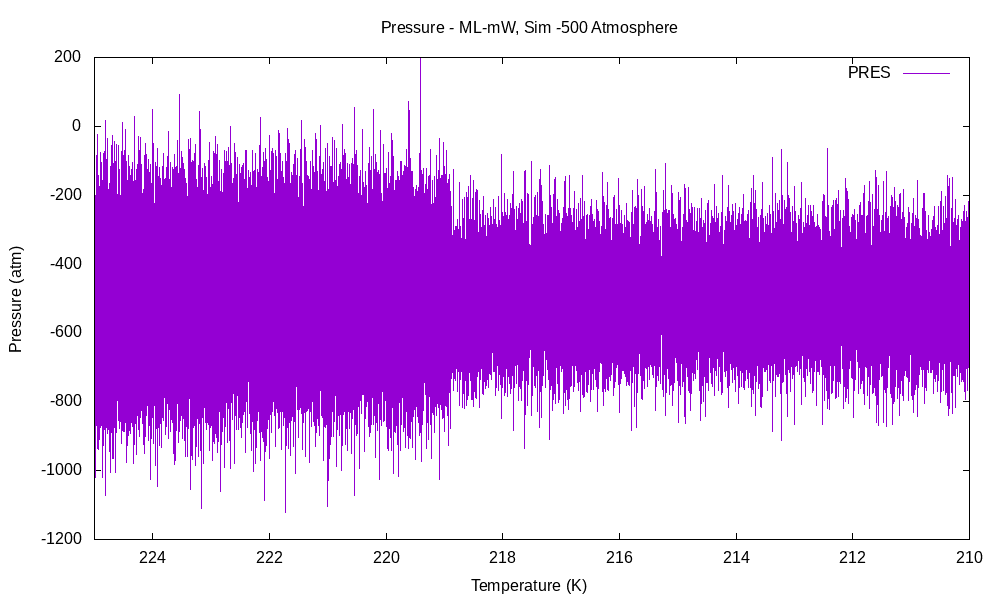 Pressure - ML-mW, Sim -500 Atmosphere
PRES
200
0
-200
-400
-600
-800
-1000
-1200
Pressure (atm)
224 222 220 218 216 214 212 210
Temperature (K)